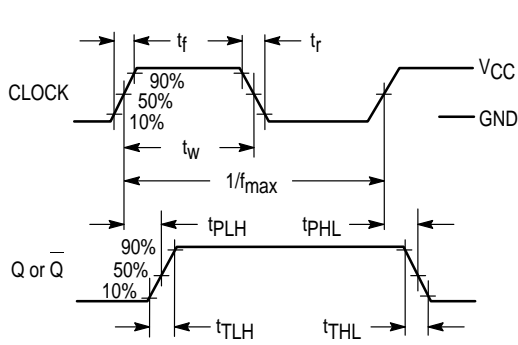 tf
tr
CLOCK
90%
50%
10%
VCC
GND
tw
1/fmax
tPLH
tPHL
Q or Q̅
90%
50%
10%
tTLH
tTHL